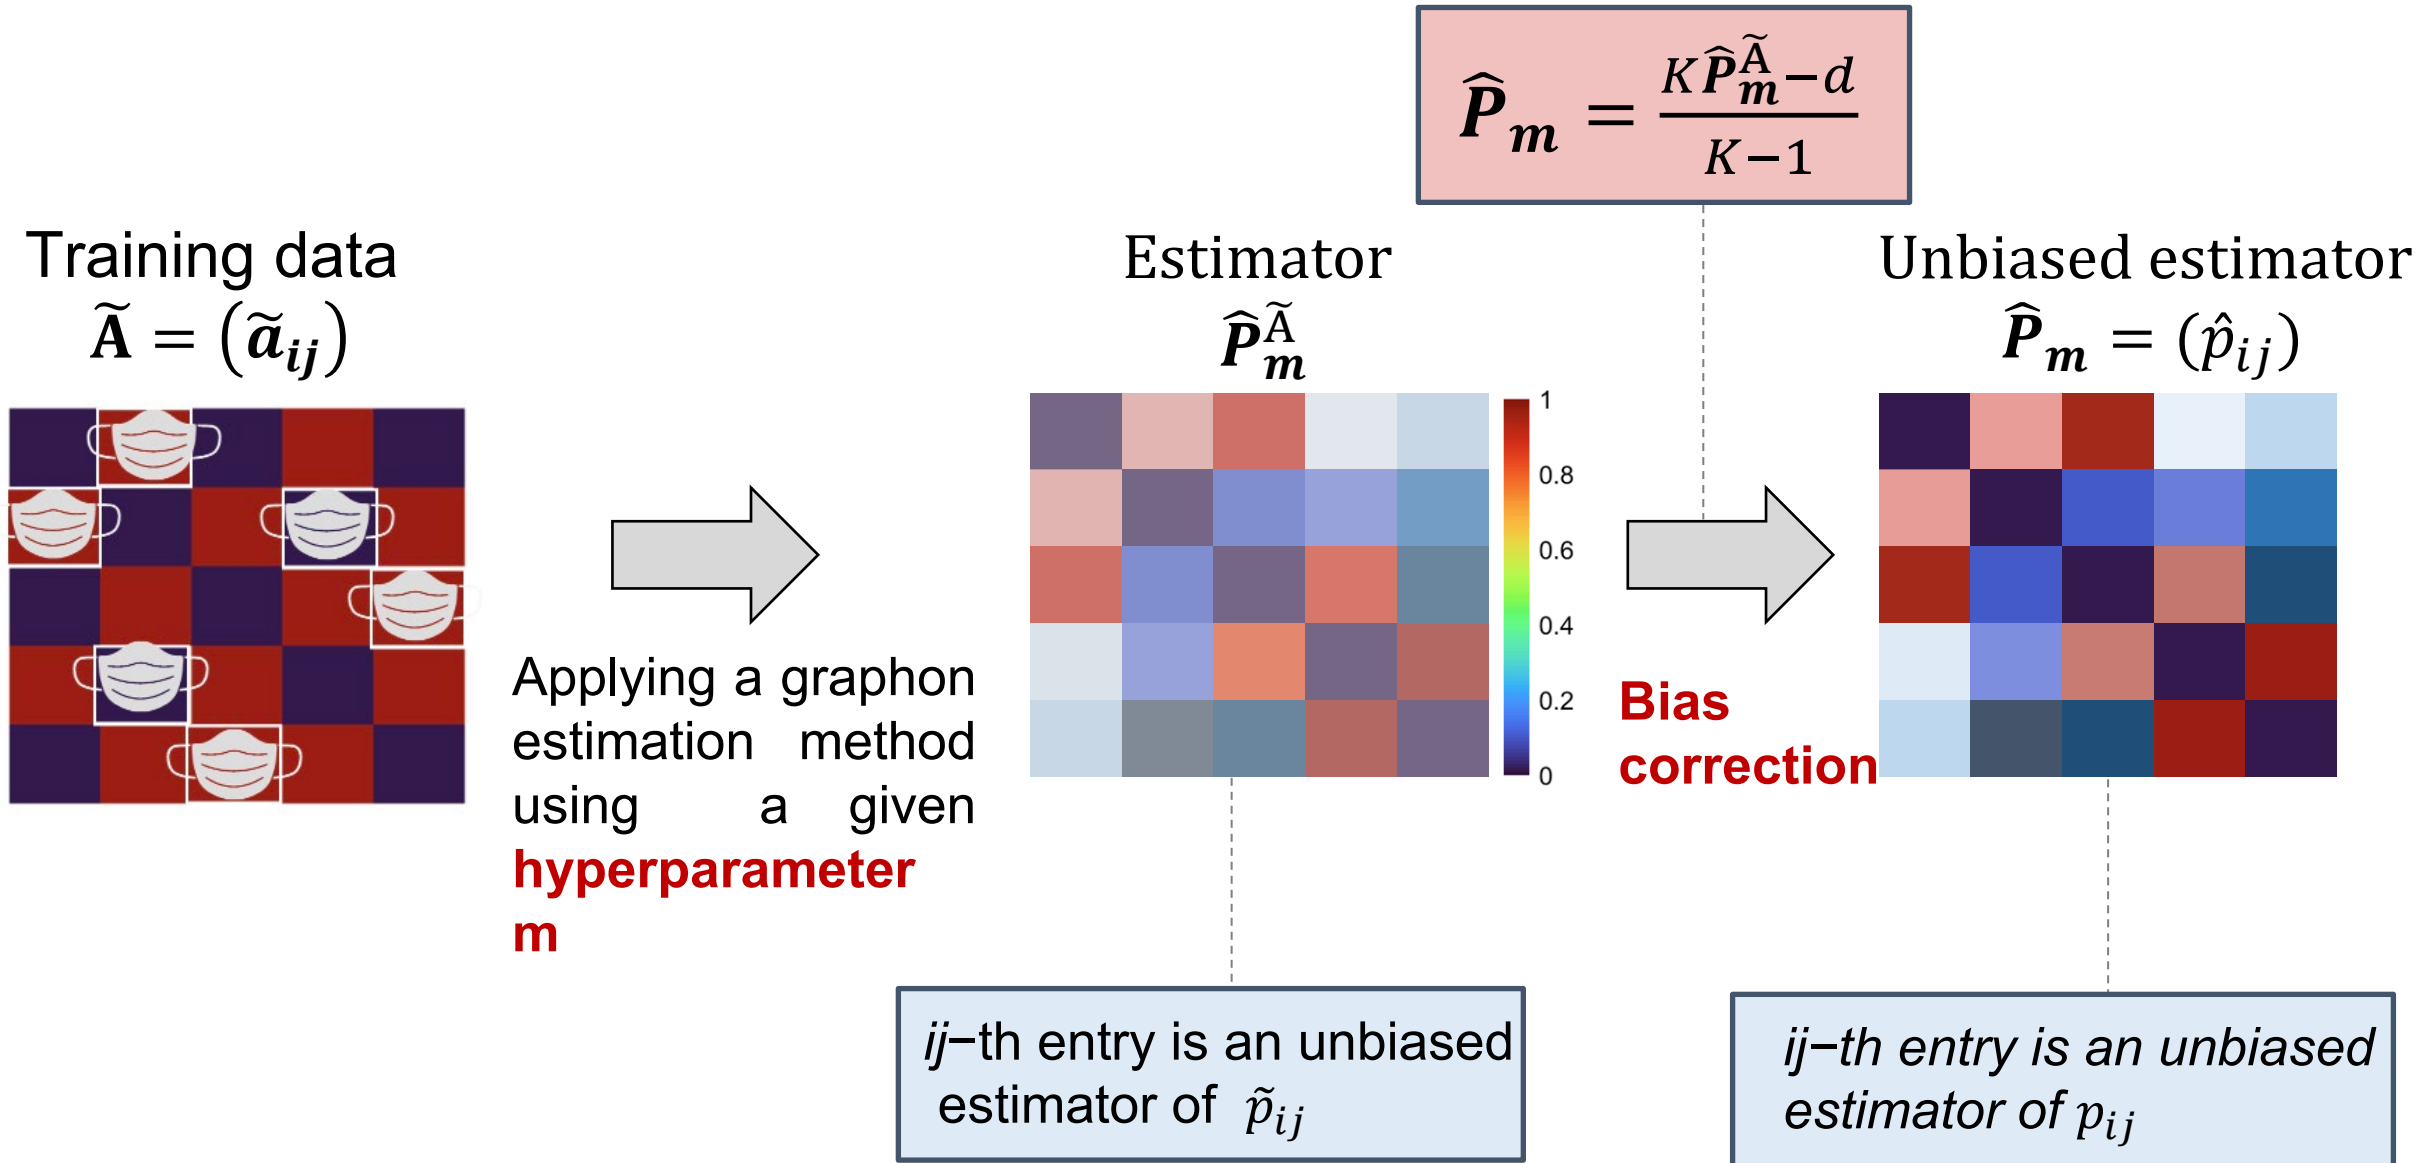 P̂_m = (K P̂_m^Ã − d) / (K − 1)
Training data
Ã = (ã_ij)
Estimator
P̂_m^Ã
Unbiased estimator
P̂_m = (p̂_ij)
1
0.8
0.6
0.4
0.2
0
Applying a graphon
estimation method
using a given
hyperparameter
m
Bias
correction
ij−th entry is an unbiased
estimator of p̃_ij
ij−th entry is an unbiased
estimator of p_ij